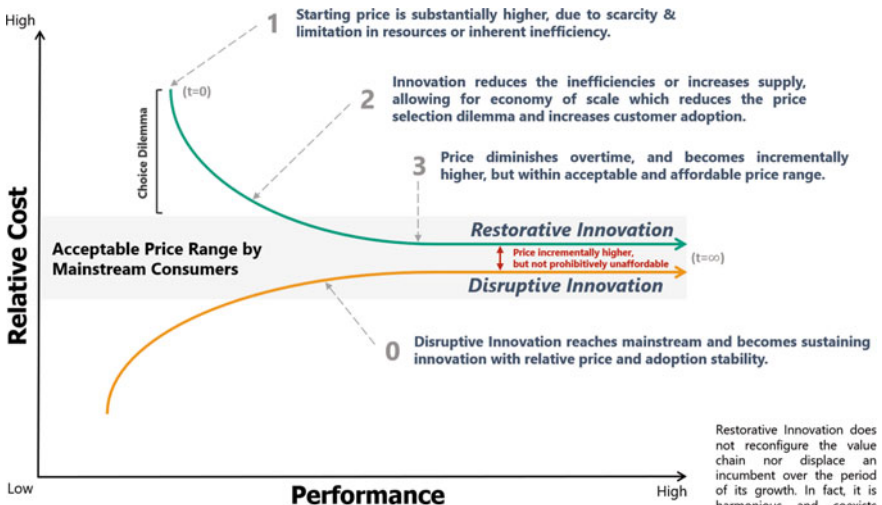 High
1
Starting price is substantially higher, due to scarcity &
limitation in resources or inherent inefficiency.
(t=0)
2
Innovation reduces the inefficiencies or increases supply,
allowing for economy of scale which reduces the price
selection dilemma and increases customer adoption.
Choice Dilemma
3
Price diminishes overtime, and becomes incrementally
higher, but within acceptable and affordable price range.
Relative Cost
Acceptable Price Range by
Mainstream Consumers
Restorative Innovation
Price incrementally higher,
but not prohibitively unaffordable
(t=∞)
Disruptive Innovation
0
Disruptive Innovation reaches mainstream and becomes sustaining
innovation with relative price and adoption stability.
Low
Performance
High
Restorative Innovation does
not reconfigure the value
chain nor displace an
incumbent over the period
of its growth. In fact, it is
harmonious and coexists